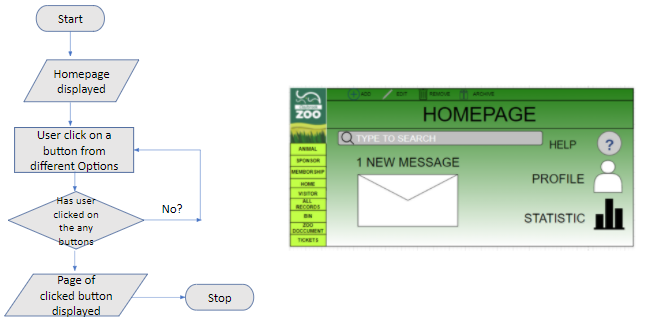 Start
Homepage
displayed
User click on a
button from
different Options
Has user
clicked on
the any
buttons
No?
Page of
clicked button
displayed
Stop
ADD EDIT REMOVE ARCHIVE
HOMEPAGE
ZOO
TYPE TO SEARCH
HELP
?
1 NEW MESSAGE
PROFILE
STATISTIC
ANIMAL
SPONSOR
MEMBERSHIP
HOME
VISITOR
ALL
RECORDS
BIN
ZOO
DOCCUMENT
TICKETS